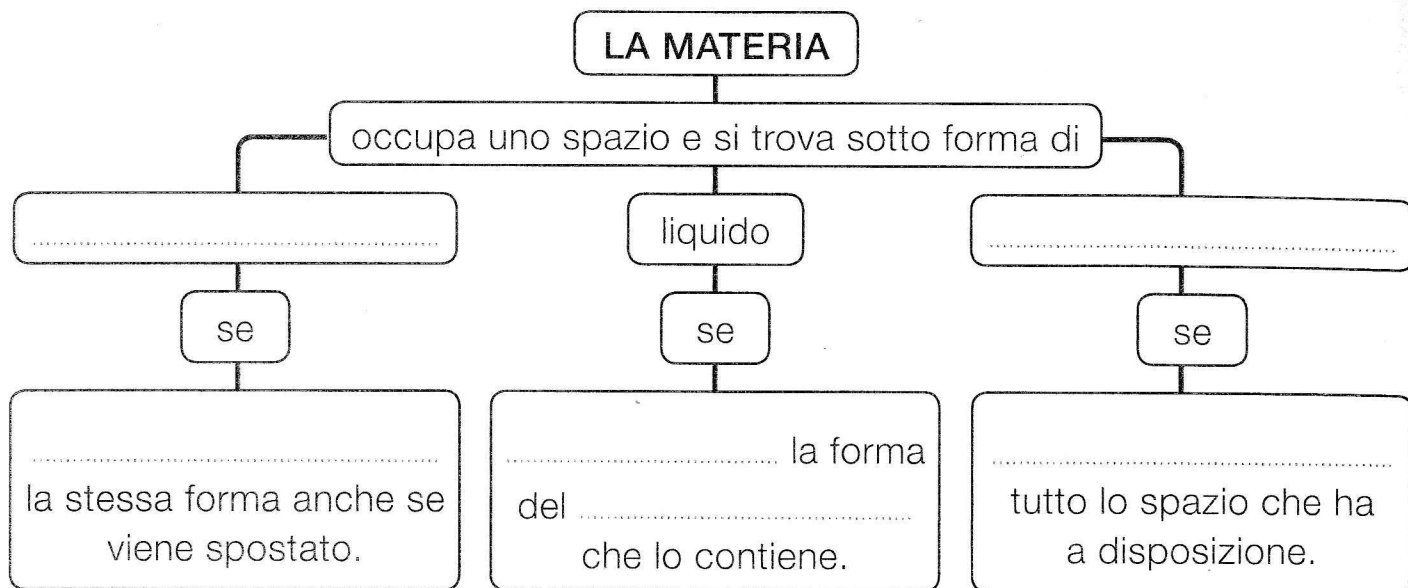 LA MATERIA
occupa uno spazio e si trova sotto forma di
........................................
liquido
........................................
se
se
se
........................................
la stessa forma anche se
viene spostato.
........................... la forma
del .................................
che lo contiene.
........................................
tutto lo spazio che ha
a disposizione.